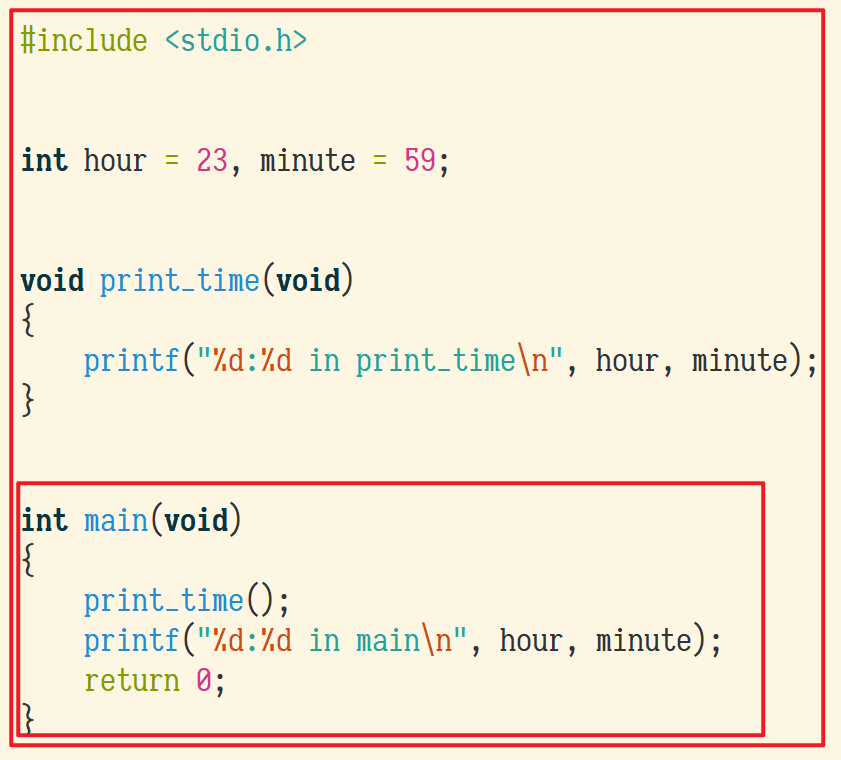 #include <stdio.h>
int hour = 23, minute = 59;
void print_time(void)
{
    printf("%d:%d in print_time\n", hour, minute);
}
int main(void)
{
    print_time();
    printf("%d:%d in main\n", hour, minute);
    return 0;
}